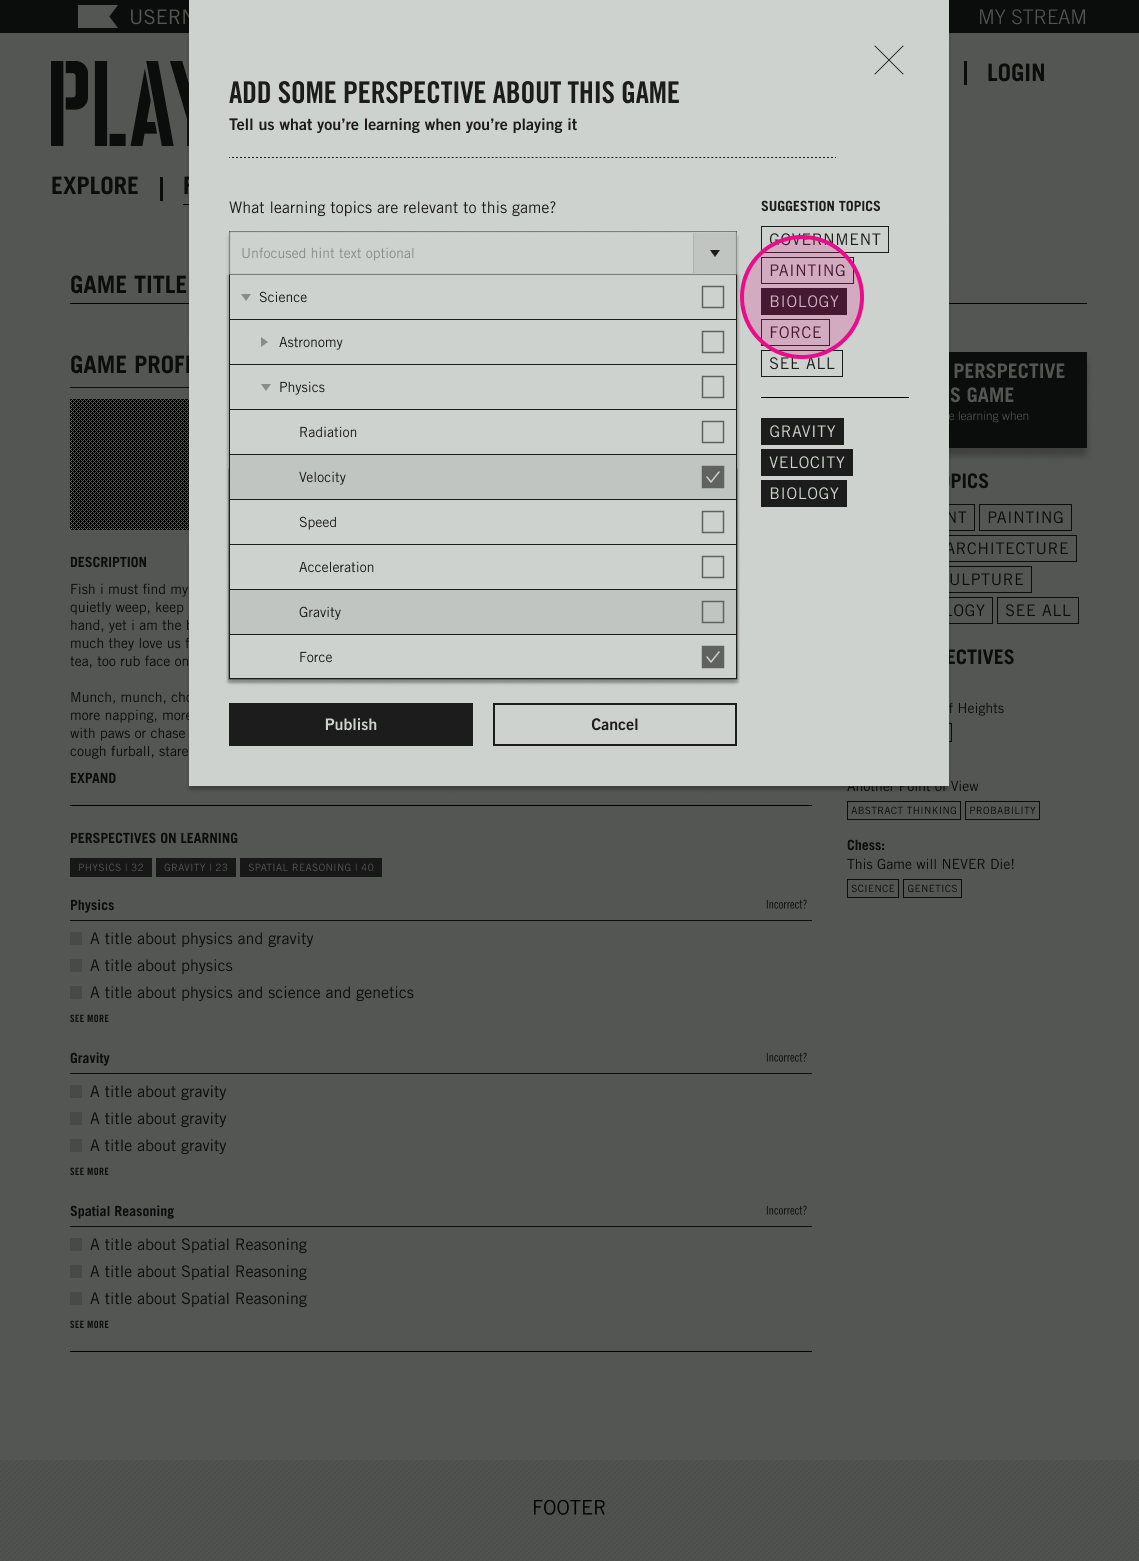 MY STREAM
LOGIN
EXPLORE
ADD SOME PERSPECTIVE ABOUT THIS GAME
Tell us what you're learning when you're playing it
What learning topics are relevant to this game?
Unfocused hint text optional
Science
Astronomy
Physics
Radiation
Velocity
Speed
Acceleration
Gravity
Force
Publish
Cancel
SUGGESTION TOPICS
GOVERNMENT
PAINTING
BIOLOGY
FORCE
SEE ALL
GRAVITY
VELOCITY
BIOLOGY
GAME TITLE
GAME
DESCRIPTION
Fish i must find my
quietly weep, keep
hand, yet i am the
much they love us
tea, too rub face on
Munch, munch,
more napping, more
with paws or chase
cough furball, stare
EXPAND
PERSPECTIVES ON LEARNING
PHYSICS | 32 GRAVITY | 23 SPATIAL REASONING | 40
Physics Incorrect?
A title about physics and gravity
A title about physics
A title about physics and science and genetics
SEE MORE
Gravity Incorrect?
A title about gravity
A title about gravity
A title about gravity
SEE MORE
Spatial Reasoning Incorrect?
A title about Spatial Reasoning
A title about Spatial Reasoning
A title about Spatial Reasoning
SEE MORE
PERSPECTIVE
GAME
learning when
PAINTING
ARCHITECTURE
SEE ALL
Heights
Another Point of View
ABSTRACT THINKING PROBABILITY
Chess:
This Game will NEVER Die!
SCIENCE GENETICS
FOOTER